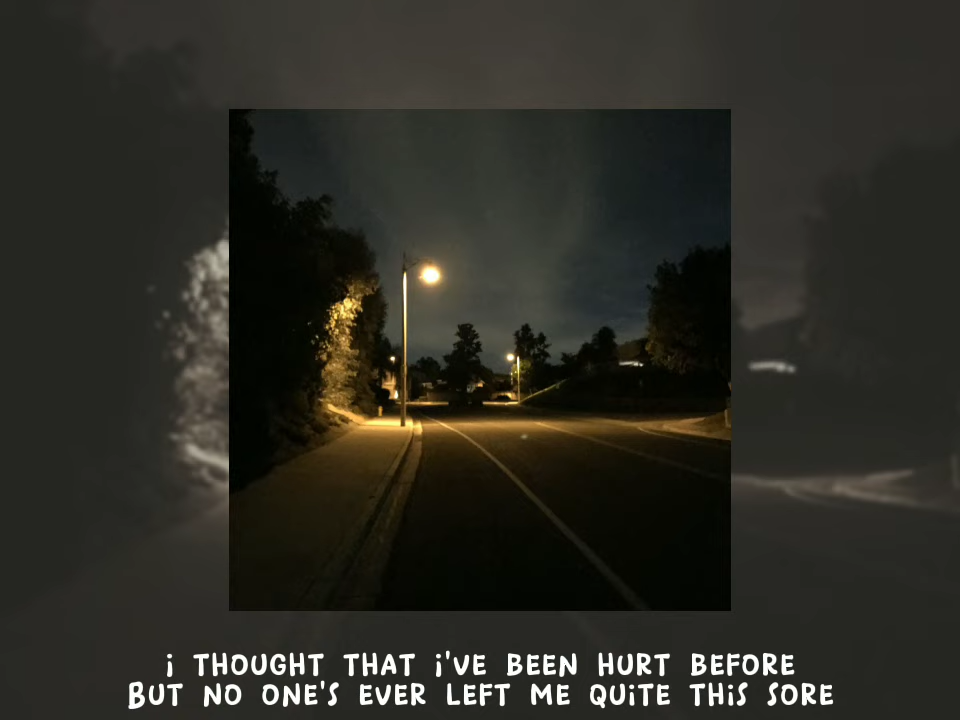 i THOUGHT THAT i'VE BEEN HURT BEFORE
BUT NO ONE'S EVER LEFT ME QUiTE THiS SORE